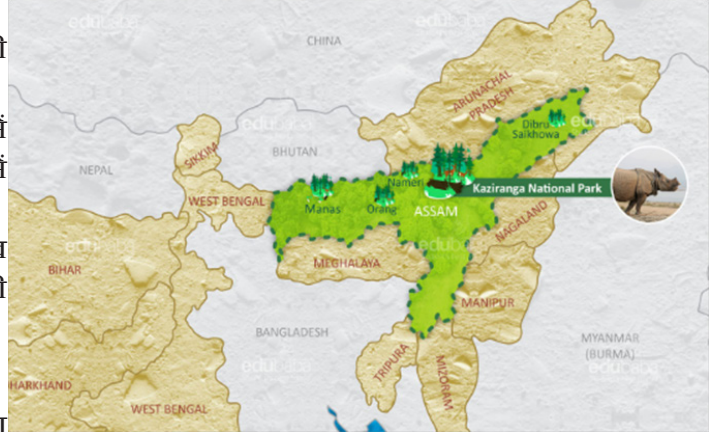 CHINA
ARUNACHAL
PRADESH
Dibru
Saikhowa
SIKKIM
BHUTAN
NEPAL
Nameri
Kaziranga National Park
WEST BENGAL
Manas
Orang
ASSAM
NAGALAND
BIHAR
MEGHALAYA
MANIPUR
BANGLADESH
MYANMAR
(BURMA)
TRIPURA
MIZORAM
HARKHAND
WEST BENGAL